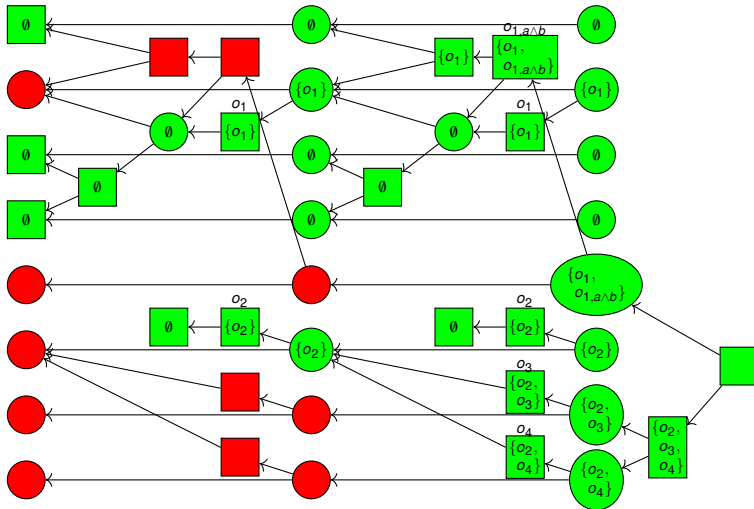 o1,a∧b
∅ ∅ ∅
{o1} {o1,
o1,a∧b}
o1 o1
{o1} {o1}
∅ {o1} ∅ {o1}
∅ ∅
∅ ∅
∅ ∅
{o1,
o1,a∧b}
o2 o2
∅ {o2} ∅ {o2}
{o2} {o2}
o3
{o2,
o3}
{o2,
o3}
o4
{o2,
o4}
{o2,
o3,
o4}
{o2,
o4}